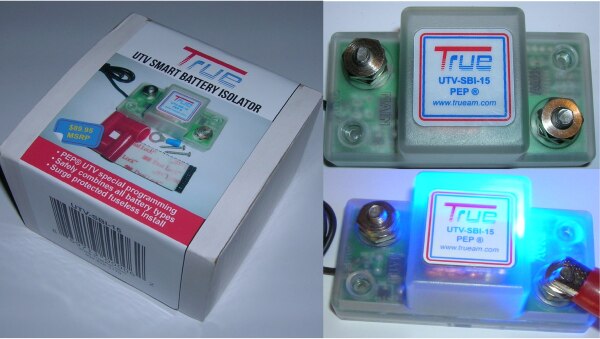 True
UTV SMART BATTERY ISOLATOR
$89.95
MSRP
• PEP® UTV special programming
• Safely combines all battery types
• Surge protected fuseless install
UTV-SBI-15
True
UTV-SBI-15
PEP ®
www.trueam.com
True
UTV-SBI-15
PEP ®
www.trueam.com